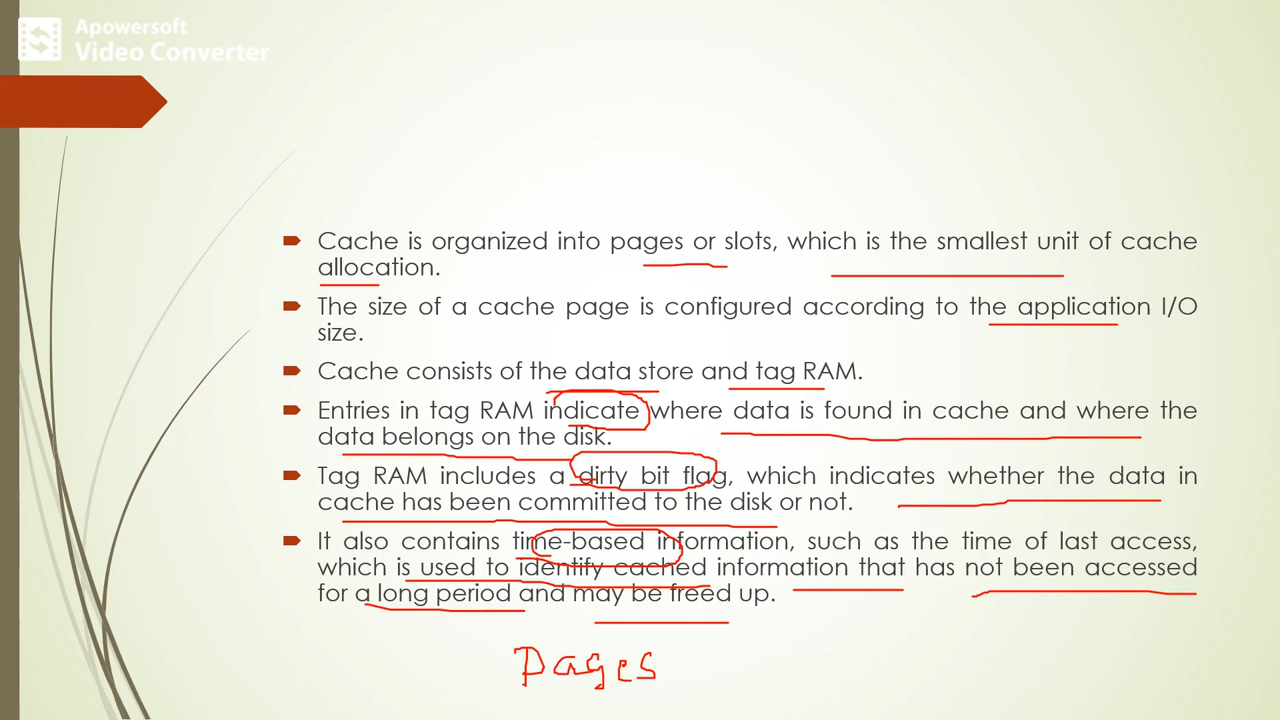 Apowersoft
Video Converter
Cache is organized into pages or slots, which is the smallest unit of cache
allocation.
The size of a cache page is configured according to the application I/O
size.
Cache consists of the data store and tag RAM.
Entries in tag RAM indicate where data is found in cache and where the
data belongs on the disk.
Tag RAM includes a dirty bit flag, which indicates whether the data in
cache has been committed to the disk or not.
It also contains time-based information, such as the time of last access,
which is used to identify cached information that has not been accessed
for a long period and may be freed up.
Pages